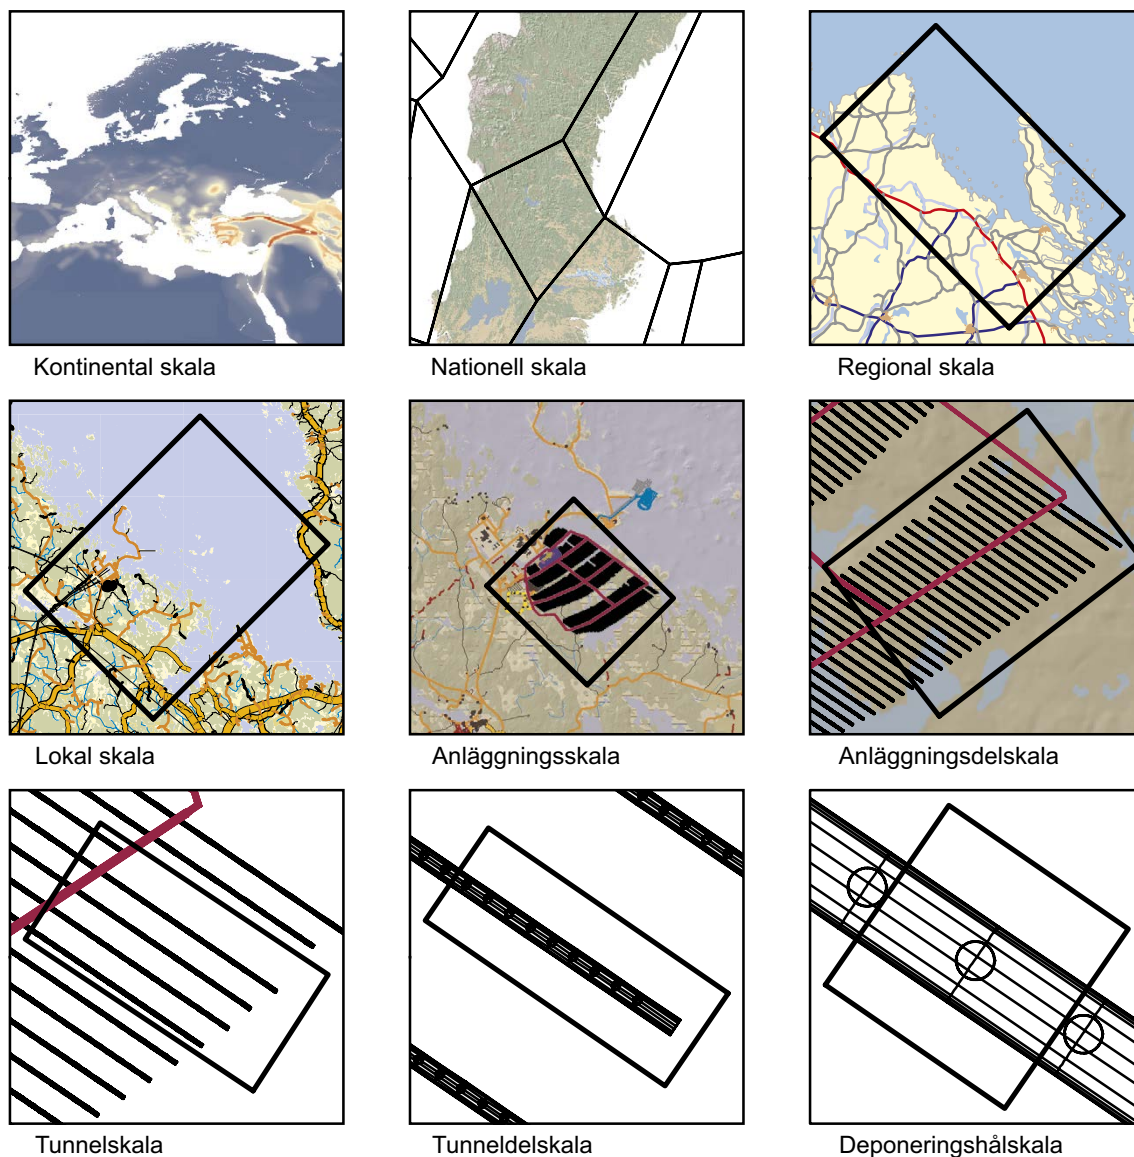 Kontinental skala
Nationell skala
Regional skala
Lokal skala
Anläggningsskala
Anläggningsdelskala
Tunnelskala
Tunneldelskala
Deponeringshålskala